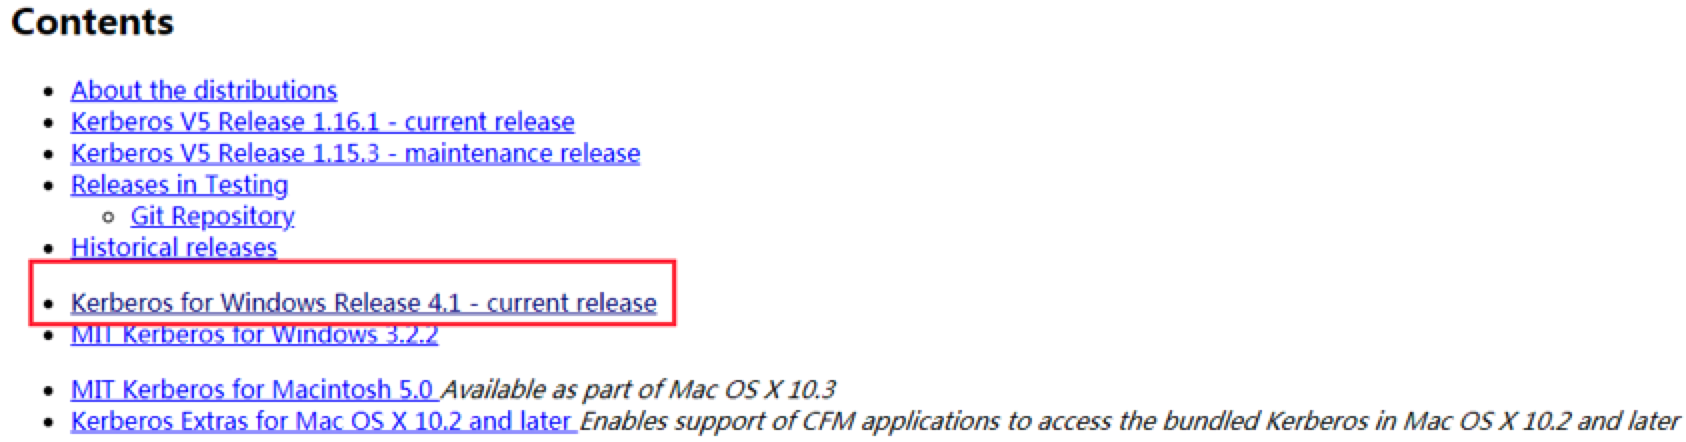 Contents
About the distributions
Kerberos V5 Release 1.16.1 - current release
Kerberos V5 Release 1.15.3 - maintenance release
Releases in Testing
Git Repository
Historical releases
Kerberos for Windows Release 4.1 - current release
MIT Kerberos for Windows 3.2.2
MIT Kerberos for Macintosh 5.0 Available as part of Mac OS X 10.3
Kerberos Extras for Mac OS X 10.2 and later Enables support of CFM applications to access the bundled Kerberos in Mac OS X 10.2 and later